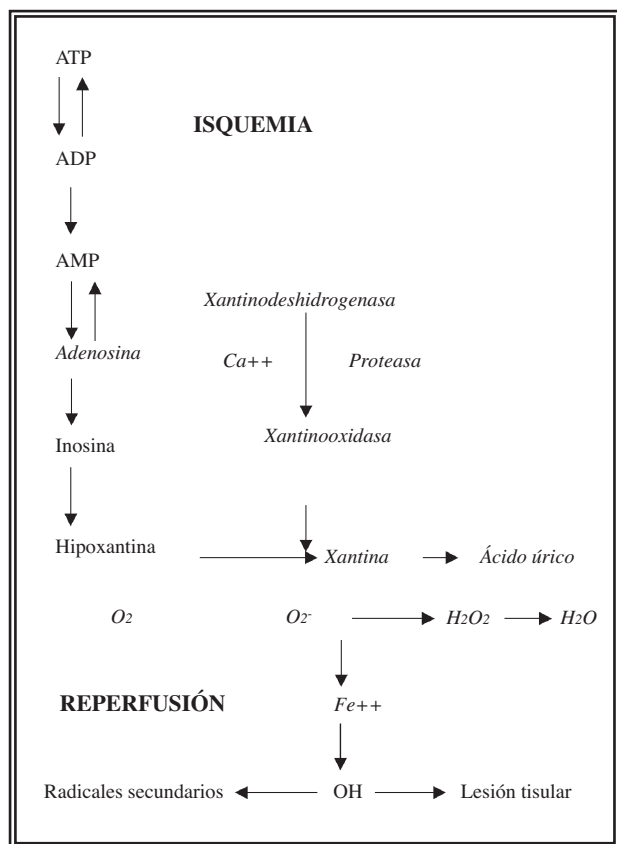 ATP
ISQUEMIA
ADP
AMP
Xantinodeshidrogenasa
Adenosina
Ca++ Proteasa
Xantinooxidasa
Inosina
Hipoxantina Xantina Ácido úrico
O2 O2- H2O2 H2O
REPERFUSIÓN Fe++
Radicales secundarios OH Lesión tisular